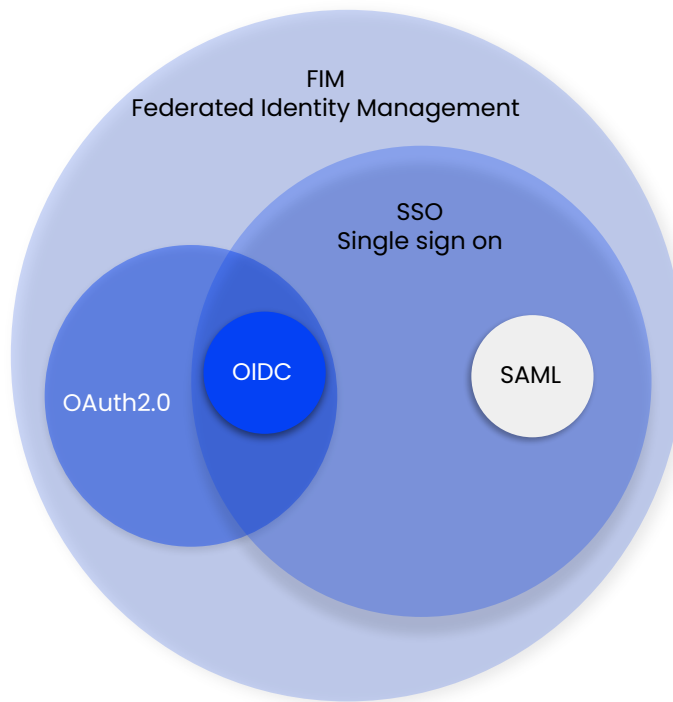 FIM
Federated Identity Management
SSO
Single sign on
OIDC
SAML
OAuth2.0